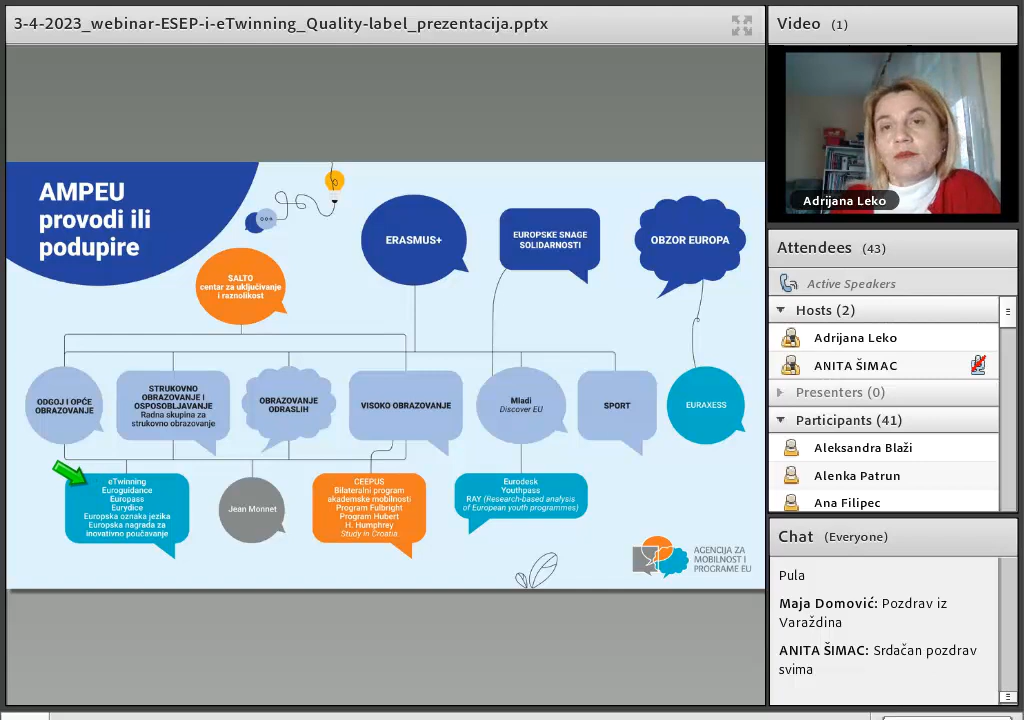 3-4-2023_webinar-ESEP-i-eTwinning_Quality-label_prezentacija.pptx
AMPEU
provodi ili
podupire
SALTO
centar za uključivanje
i raznolikost
ERASMUS+
EUROPSKE SNAGE
SOLIDARNOSTI
OBZOR EUROPA
ODGOJ I OPĆE
OBRAZOVANJE
STRUKOVNO
OBRAZOVANJE I
OSPOSOBLJAVANJE
Radna skupina za
strukovno obrazovanje
OBRAZOVANJE
ODRASLIH
VISOKO OBRAZOVANJE
Mladi
Discover EU
SPORT
EURAXESS
eTwinning
Euroguidance
Europass
Eurydice
Europska oznaka jezika
Europska nagrada za
inovativno poučavanje
Jean Monnet
CEEPUS
Bilateralni program
akademske mobilnosti
Program Fulbright
Program Hubert
H. Humphrey
Study in Croatia
Eurodesk
Youthpass
RAY (Research-based analysis
of European youth programmes)
AGENCIJA ZA
MOBILNOST I
PROGRAME EU
Video (1)
Adrijana Leko
Attendees (43)
Active Speakers
Hosts (2)
Adrijana Leko
ANITA ŠIMAC
Presenters (0)
Participants (41)
Aleksandra Blaži
Alenka Patrun
Ana Filipec
Chat (Everyone)
Pula
Maja Domović: Pozdrav iz
Varaždina
ANITA ŠIMAC: Srdačan pozdrav
svima